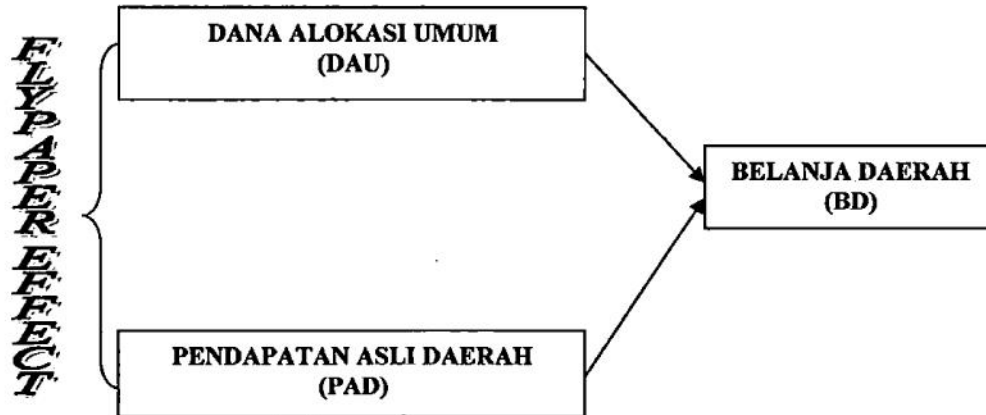 FLYPAPER EFFECT
DANA ALOKASI UMUM
(DAU)
BELANJA DAERAH
(BD)
PENDAPATAN ASLI DAERAH
(PAD)